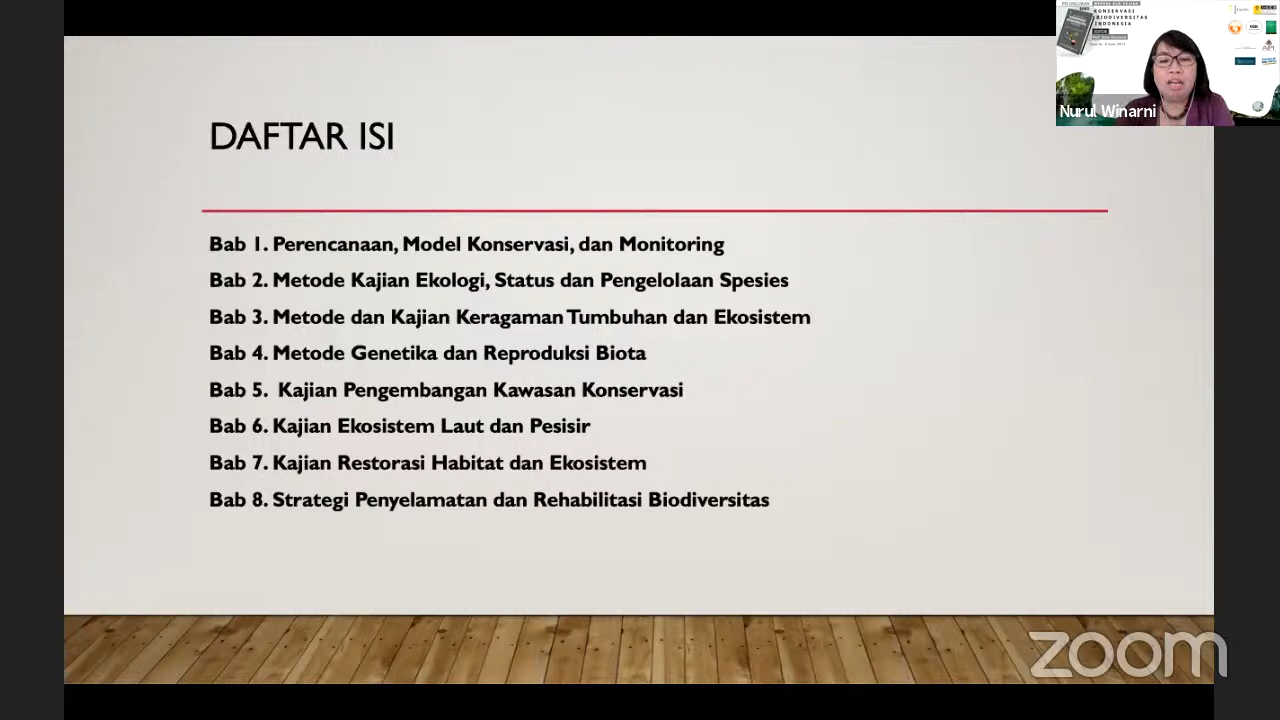 DAFTAR ISI
Bab 1. Perencanaan, Model Konservasi, dan Monitoring
Bab 2. Metode Kajian Ekologi, Status dan Pengelolaan Spesies
Bab 3. Metode dan Kajian Keragaman Tumbuhan dan Ekosistem
Bab 4. Metode Genetika dan Reproduksi Biota
Bab 5. Kajian Pengembangan Kawasan Konservasi
Bab 6. Kajian Ekosistem Laut dan Pesisir
Bab 7. Kajian Restorasi Habitat dan Ekosistem
Bab 8. Strategi Penyelamatan dan Rehabilitasi Biodiversitas
KONSERVASI
BIODIVERSITAS
INDONESIA
Nurul Winarni
zoom